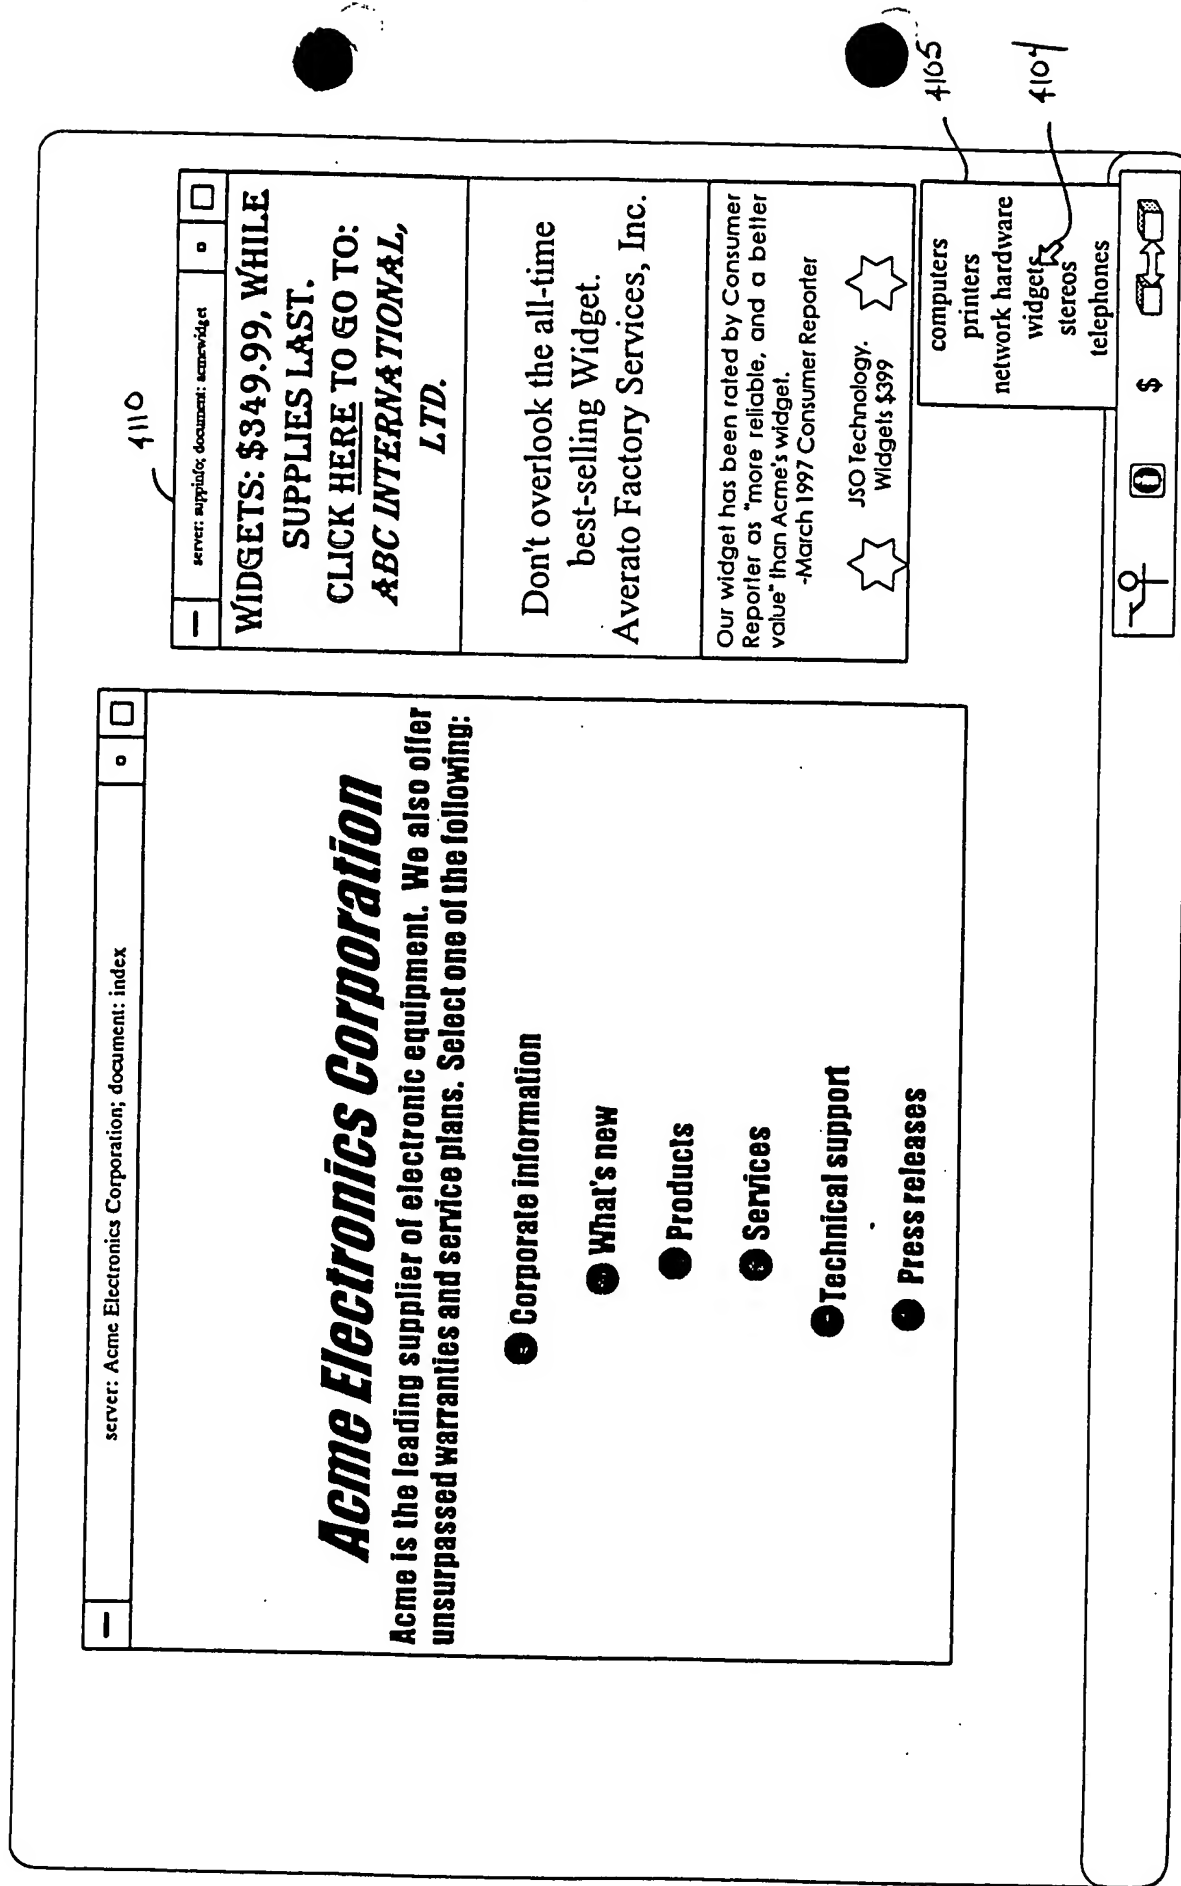 server: Acme Electronics Corporation; document: index
Acme Electronics Corporation
Acme is the leading supplier of electronic equipment. We also offer
unsurpassed warranties and service plans. Select one of the following:
Corporate information
What's new
Products
Services
Technical support
Press releases
4110
server: suppinfo; document: acmewidget
WIDGETS: $349.99, WHILE
SUPPLIES LAST.
CLICK HERE TO GO TO:
ABC INTERNATIONAL,
LTD.
Don't overlook the all-time
best-selling Widget.
Averato Factory Services, Inc.
Our widget has been rated by Consumer
Reporter as "more reliable, and a better
value" than Acme's widget.
-March 1997 Consumer Reporter
JSO Technology.
Widgets $399
4105
computers
printers
network hardware
widgets
stereos
telephones
4104
$